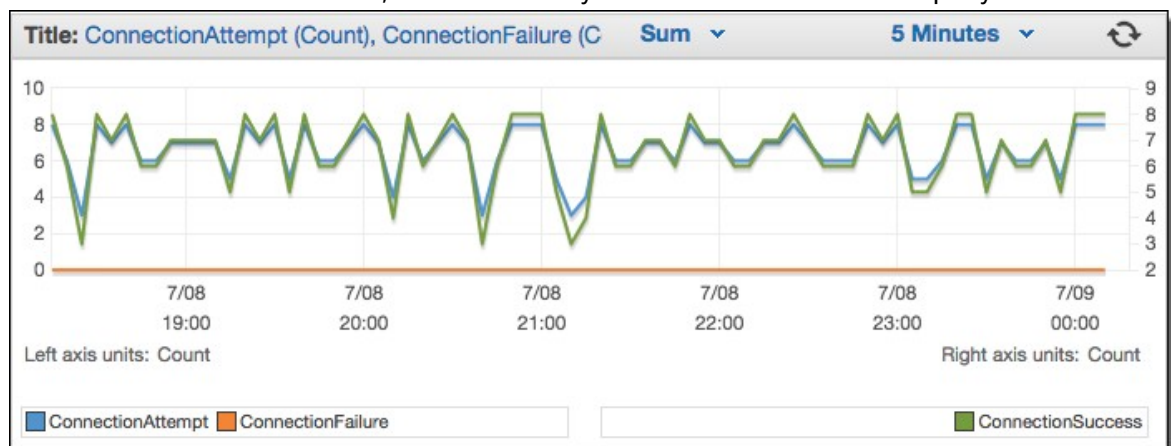 Title: ConnectionAttempt (Count), ConnectionFailure (C Sum 5 Minutes
10 9
8 8
7
6 6
4 5
4
2 3
0 2
7/08 7/08 7/08 7/08 7/08 7/09
19:00 20:00 21:00 22:00 23:00 00:00
Left axis units: Count Right axis units: Count
ConnectionAttempt ConnectionFailure ConnectionSuccess